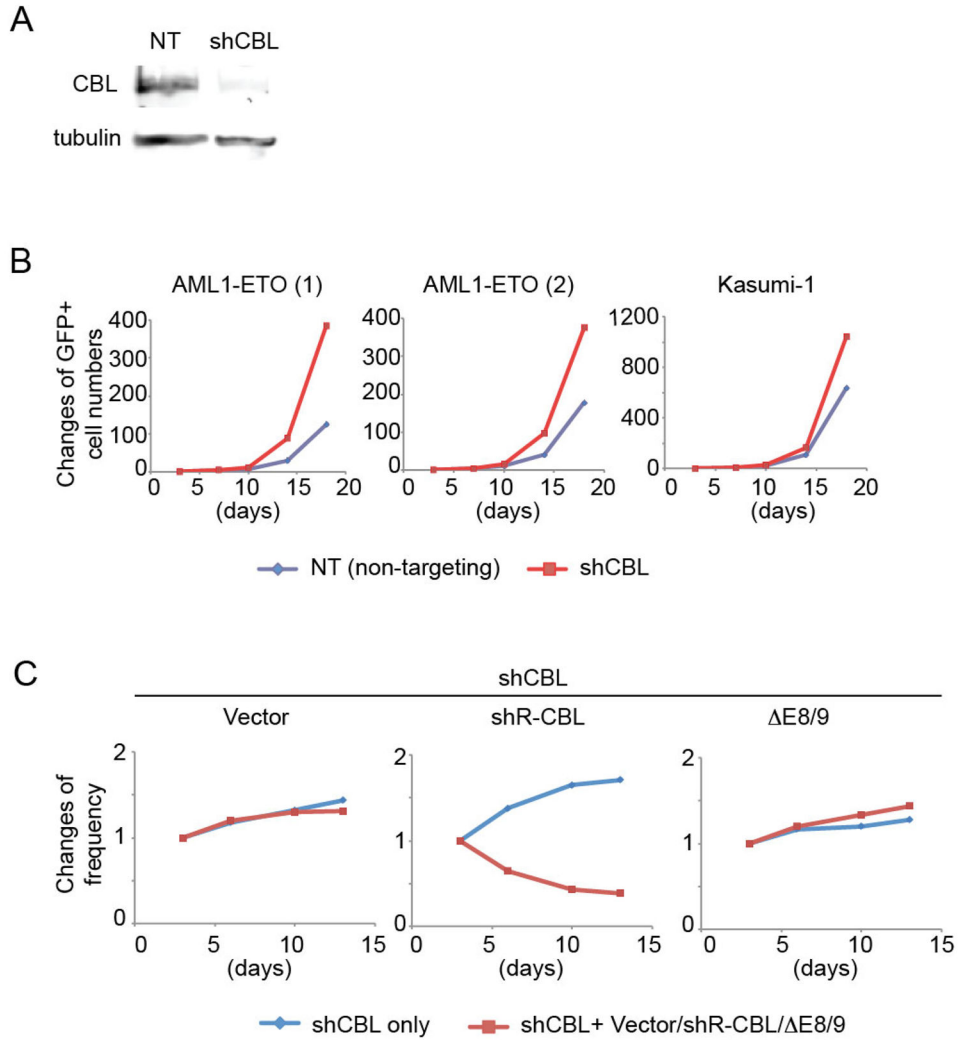 A
NT shCBL
CBL
tubulin
B
AML1-ETO (1) AML1-ETO (2) Kasumi-1
Changes of GFP+
cell numbers
400
300
200
100
0
0 5 10 15 20
(days)
400
300
200
100
0
0 5 10 15 20
(days)
1200
800
400
0
0 5 10 15 20
(days)
NT (non-targeting) shCBL
C
shCBL
Vector shR-CBL ΔE8/9
Changes of
frequency
2
1
0
0 5 10 15
(days)
2
1
0
0 5 10 15
(days)
2
1
0
0 5 10 15
(days)
shCBL only shCBL+ Vector/shR-CBL/ΔE8/9